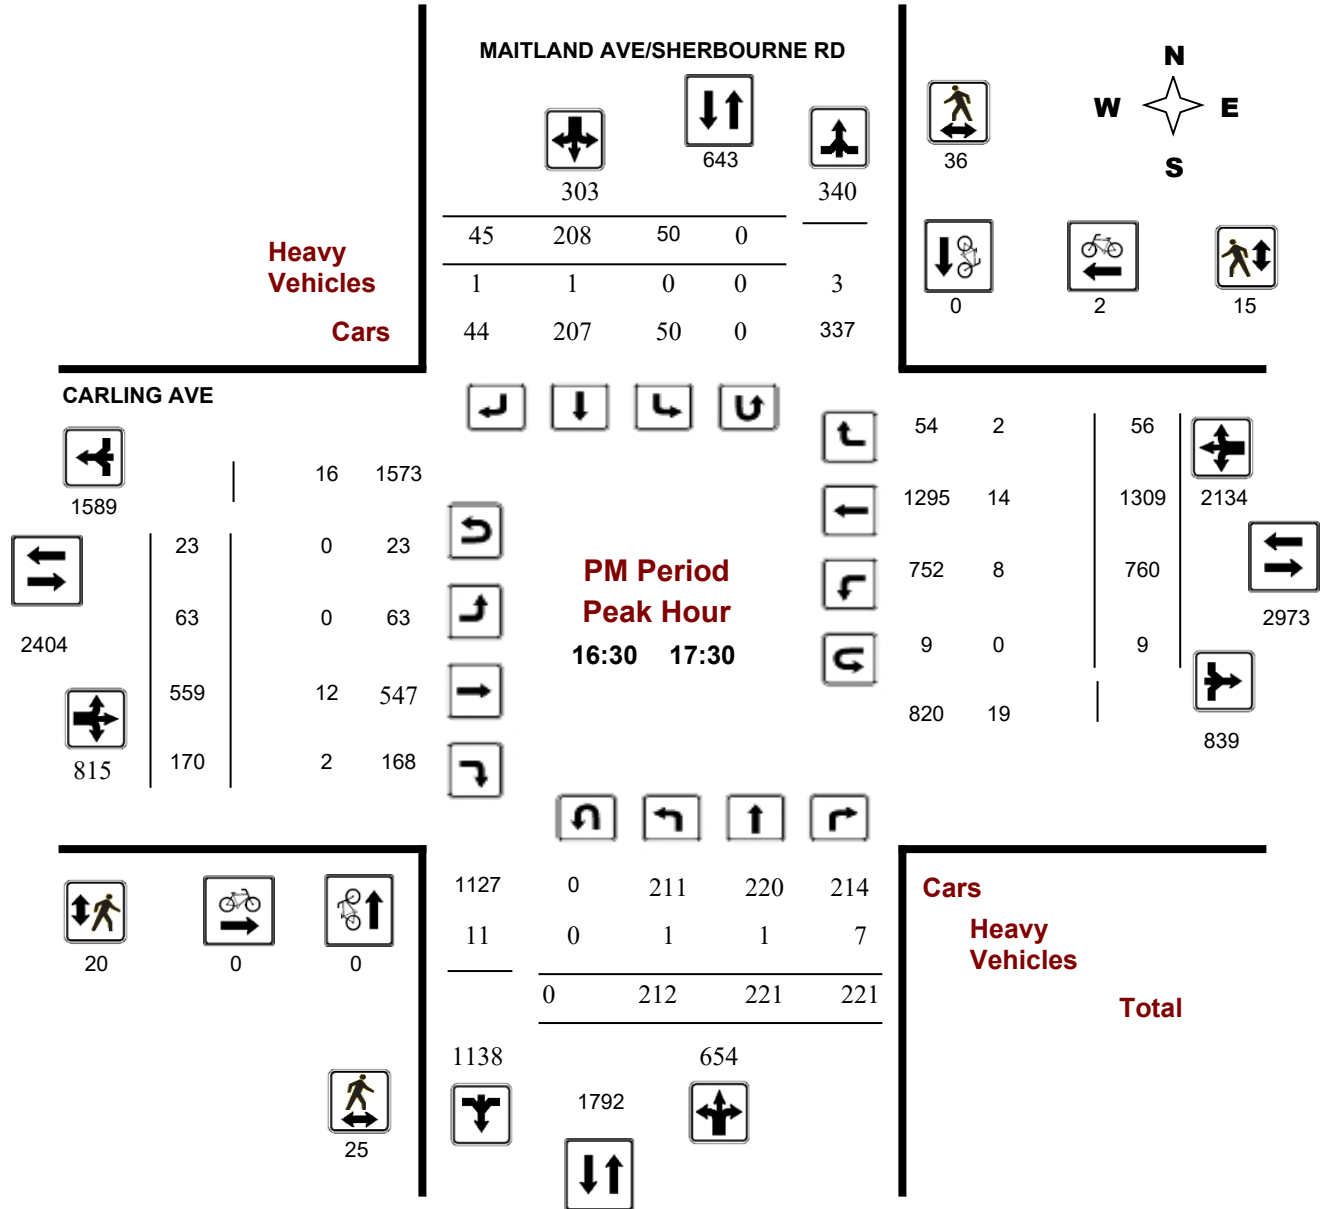 MAITLAND AVE/SHERBOURNE RD
N
W E
S
643
36
303 340
45 208 50 0
Heavy
Vehicles
1 1 0 0 3
Cars
44 207 50 0 337
0 2 15
CARLING AVE
54 2 56
16 1573
1589
1295 14 1309 2134
23 0 23
PM Period
Peak Hour
16:30 17:30
752 8 760
63 0 63
2973
2404
9 0 9
559 12 547
820 19
839
815 170 2 168
1127 0 211 220 214
Cars
11 0 1 1 7
Heavy
Vehicles
20 0 0
0 212 221 221
Total
1138 654
1792
25